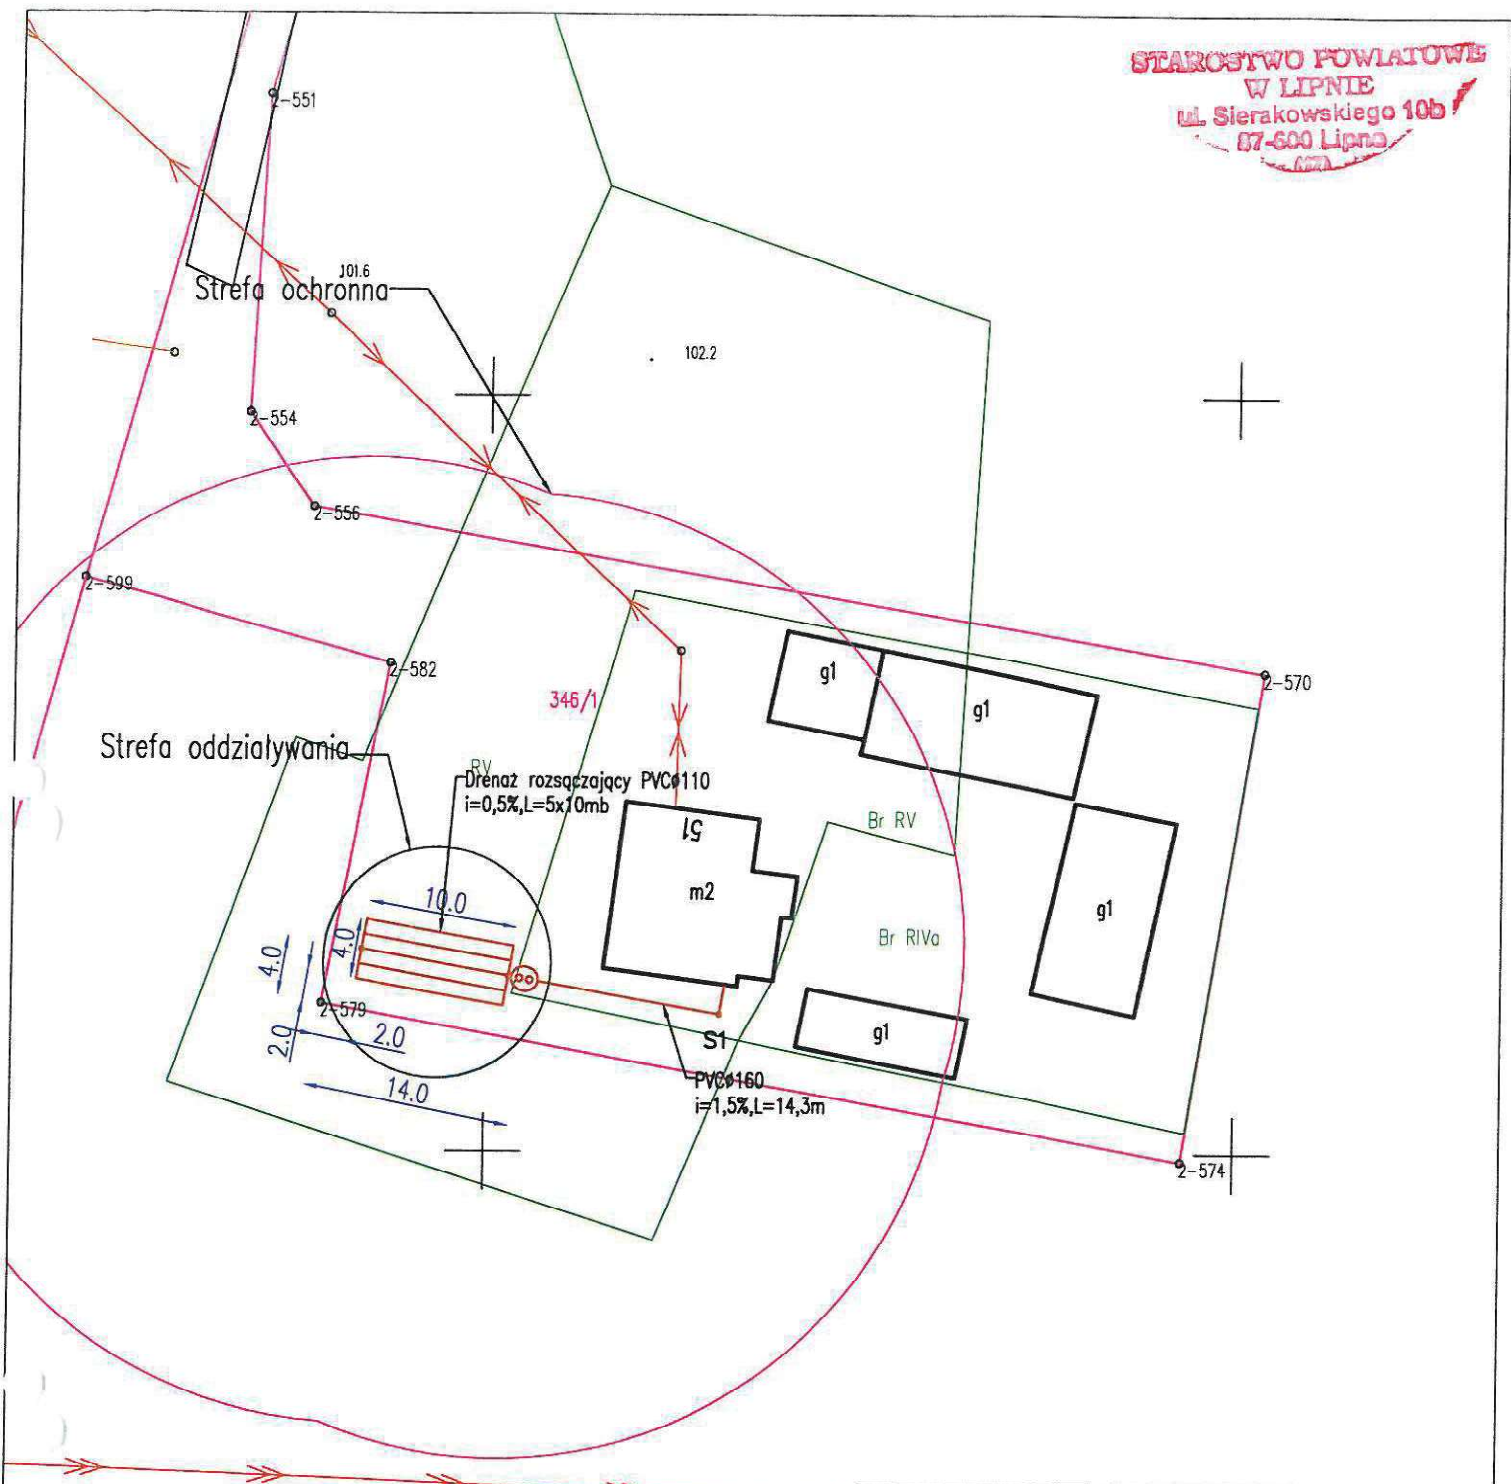 STAROSTWO POWIATOWE
W LIPNIE
ul. Sierakowskiego 10b
87-600 Lipno
2-551
101.6
Strefa ochronna
102.2
2-554
2-556
2-599
2-582
2-570
346/1
g1
g1
Strefa oddziaływania
RV
Drenaż rozsączający PVCø110
i=0,5%,L=5x10mb
51
Br RV
m2
10.0
g1
4.0
4.0
Br RIVa
2-579
2.0
2.0
S1
g1
PVCø160
i=1,5%,L=14,3m
14.0
2-574